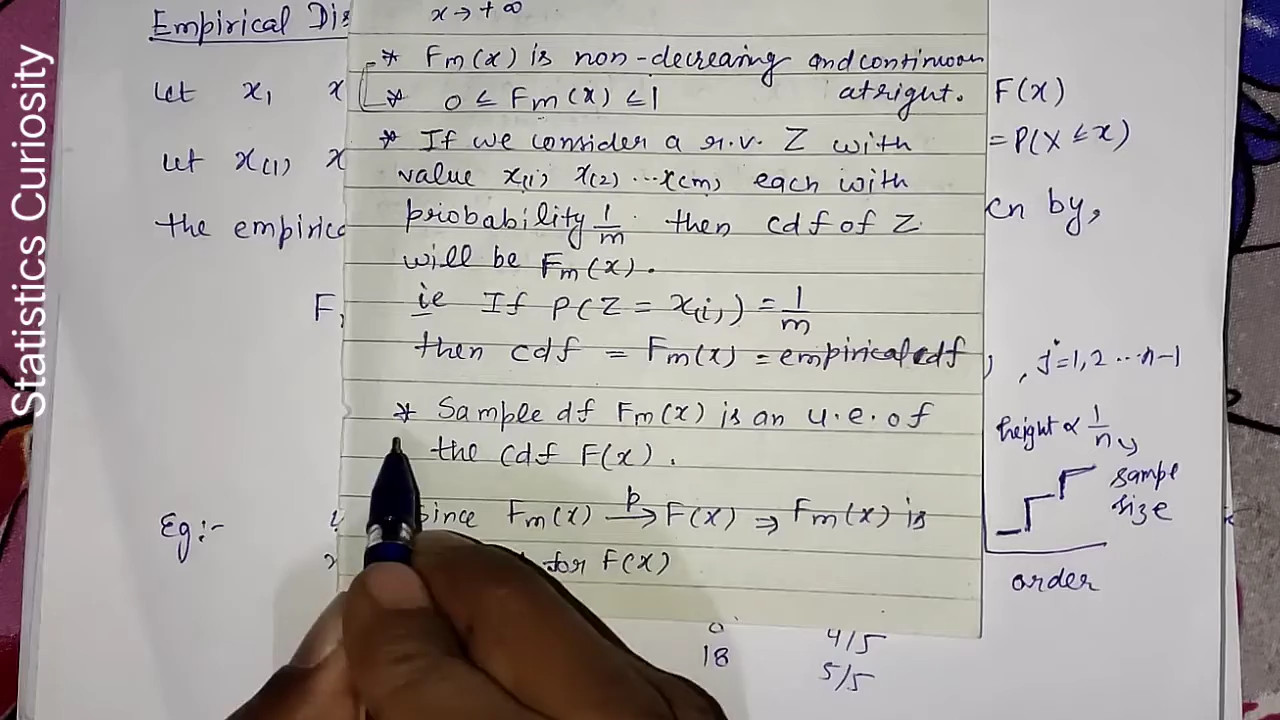 Statistics Curiosity
Empirical Dis
x → + ∞
* Fm(x) is non-decreasing and continuous
at right.
* 0 ≤ Fm(x) ≤ 1
F(x)
= P(X ≤ x)
Let x1 x
Let x(1), x
the empirica
en by,
* If we consider a r.v. Z with
value x(1), x(2) ... x(m), each with
probability 1/m. then cdf of Z
will be Fm(x).
ie If P(Z = x(i)) = 1/m
then cdf = Fm(x) = empirical cdf
, j = 1, 2 ... n-1
* Sample df Fm(x) is an u.e. of
the cdf F(x).
height ∝ 1/n
sample
size
order
since Fm(x) →p F(x) ⇒ Fm(x) is
for F(x)
Eg:-
18
4/5
5/5